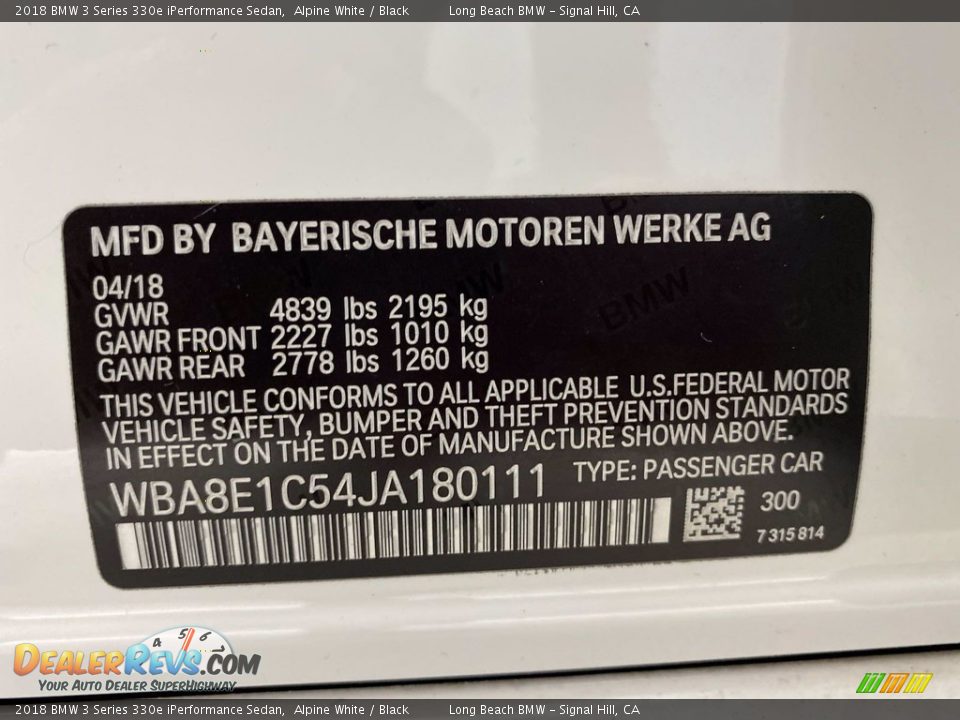 2018 BMW 3 Series 330e iPerformance Sedan, Alpine White / Black Long Beach BMW - Signal Hill, CA
MFD BY BAYERISCHE MOTOREN WERKE AG
04/18
GVWR 4839 lbs 2195 kg
GAWR FRONT 2227 lbs 1010 kg
GAWR REAR 2778 lbs 1260 kg
THIS VEHICLE CONFORMS TO ALL APPLICABLE U.S.FEDERAL MOTOR
VEHICLE SAFETY, BUMPER AND THEFT PREVENTION STANDARDS
IN EFFECT ON THE DATE OF MANUFACTURE SHOWN ABOVE.
WBA8E1C54JA180111 TYPE: PASSENGER CAR
300
7 315 814
BMW
4 5 6
DEALERREVS.COM
YOUR AUTO DEALER SUPERHIGHWAY
2018 BMW 3 Series 330e iPerformance Sedan, Alpine White / Black Long Beach BMW - Signal Hill, CA